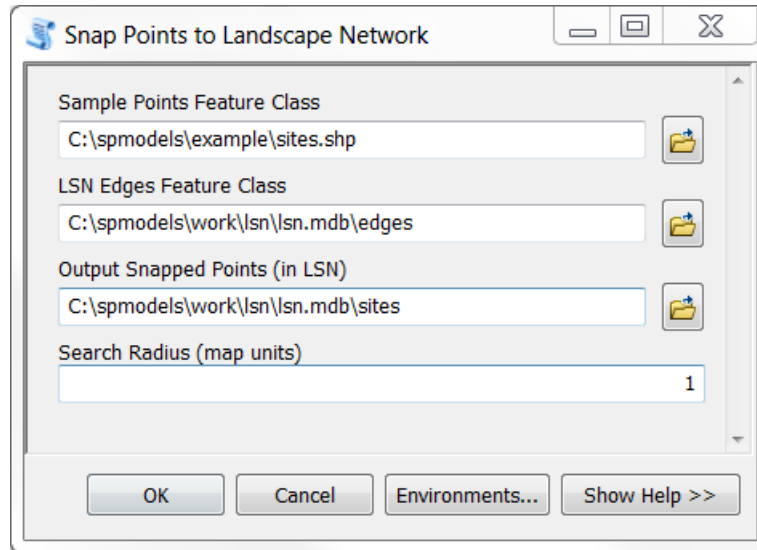 Snap Points to Landscape Network
Sample Points Feature Class
C:\spmodels\example\sites.shp
LSN Edges Feature Class
C:\spmodels\work\lsn\lsn.mdb\edges
Output Snapped Points (in LSN)
C:\spmodels\work\lsn\lsn.mdb\sites
Search Radius (map units)
1
OK Cancel Environments... Show Help >>